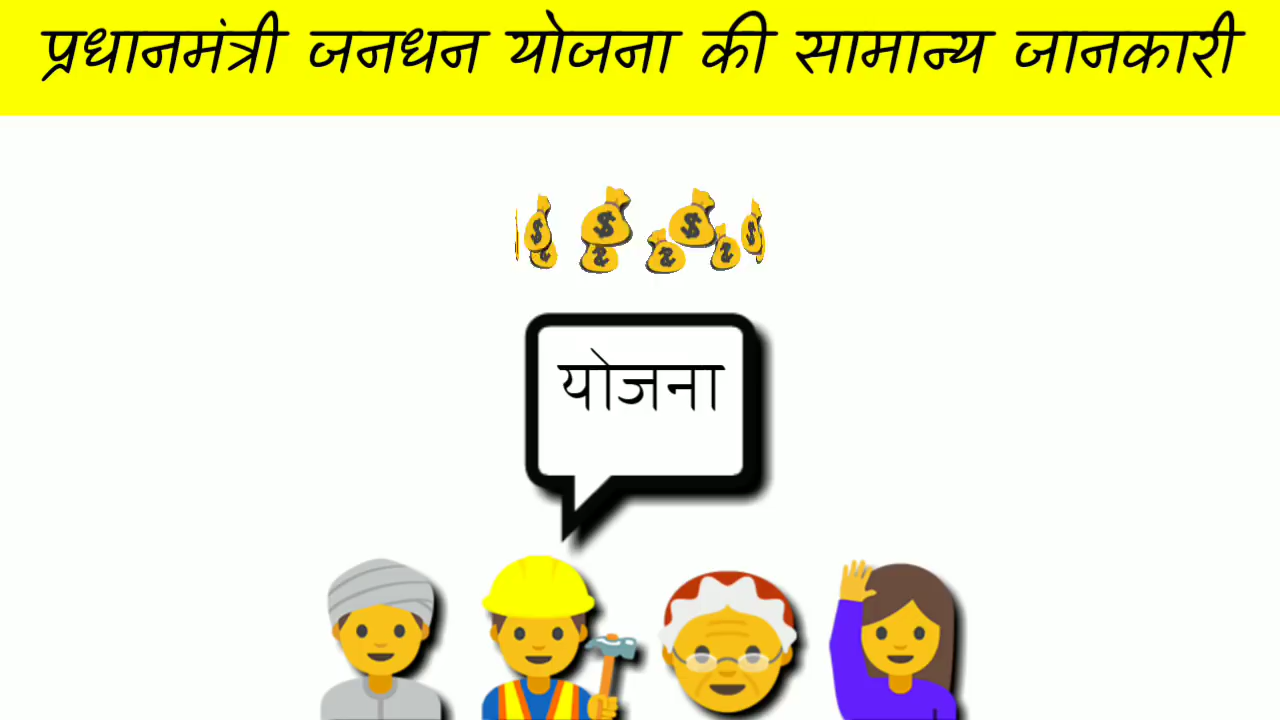 प्रधानमंत्री जनधन योजना की सामान्य जानकारी
योजना